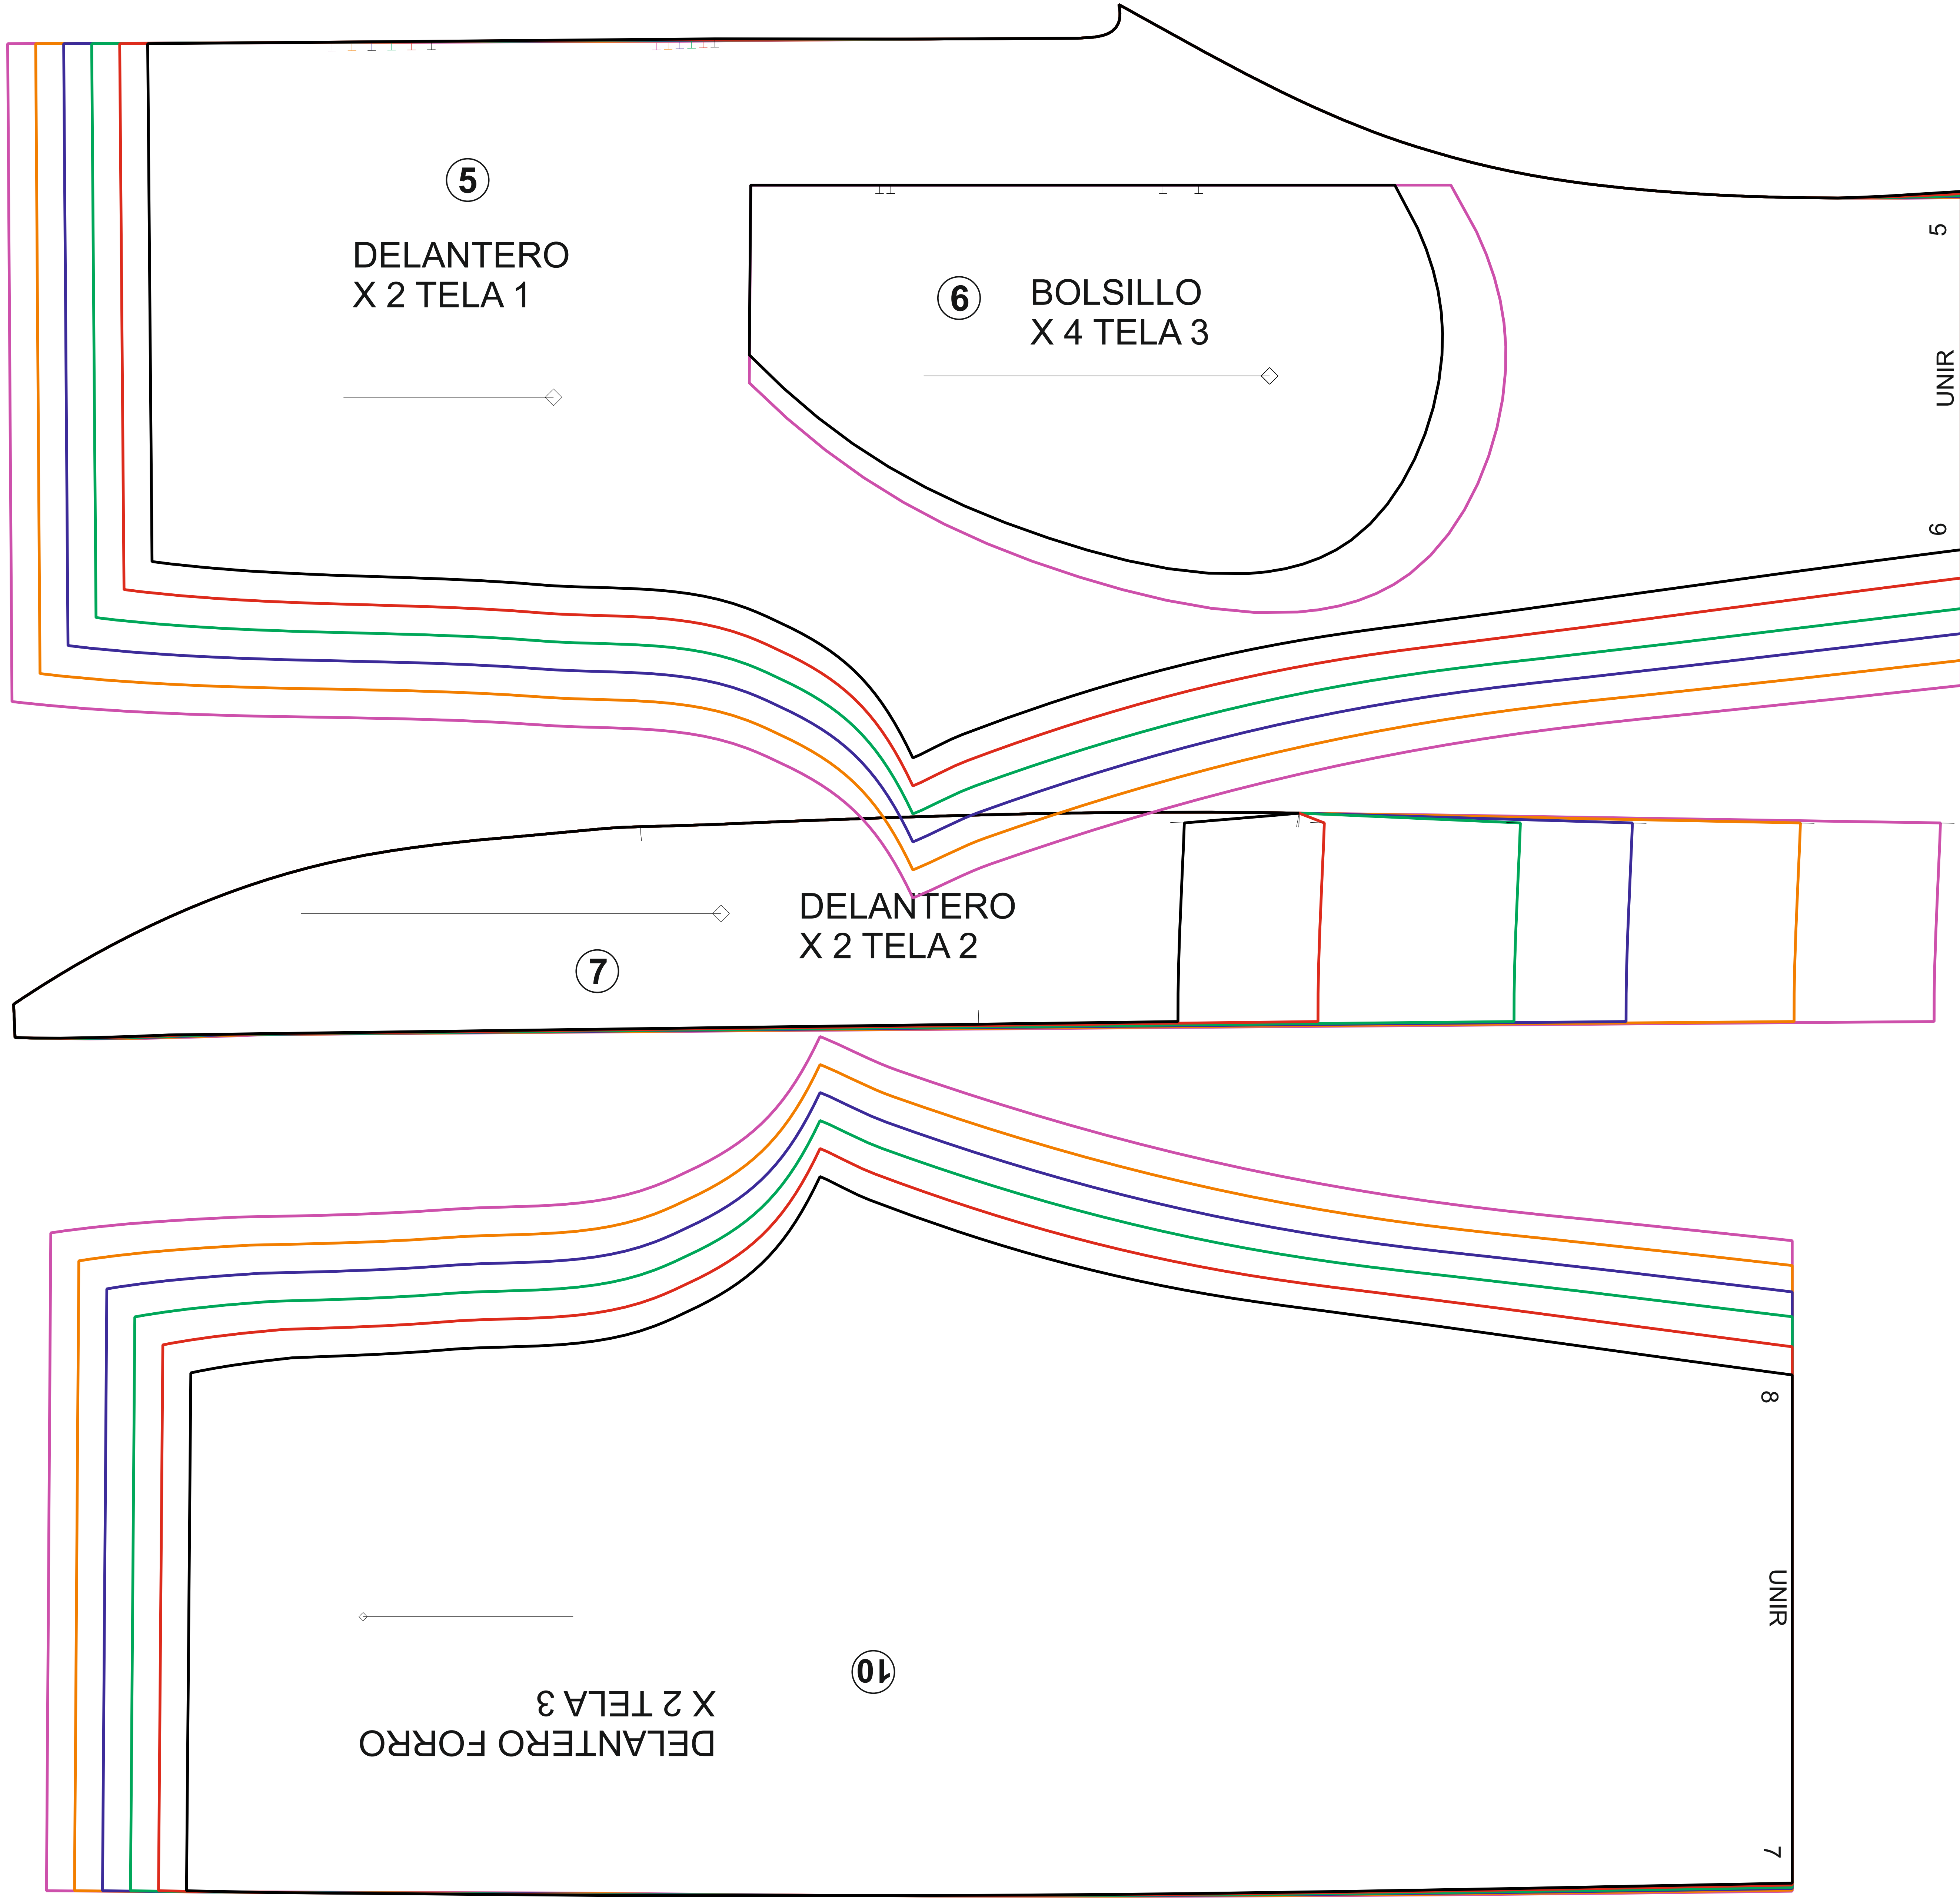 5
DELANTERO
X 2 TELA 1
6
BOLSILLO
X 4 TELA 3
5
UNIR
6
DELANTERO
X 2 TELA 2
7
8
UNIR
7
10
DELANTERO FORRO
X 2 TELA 3